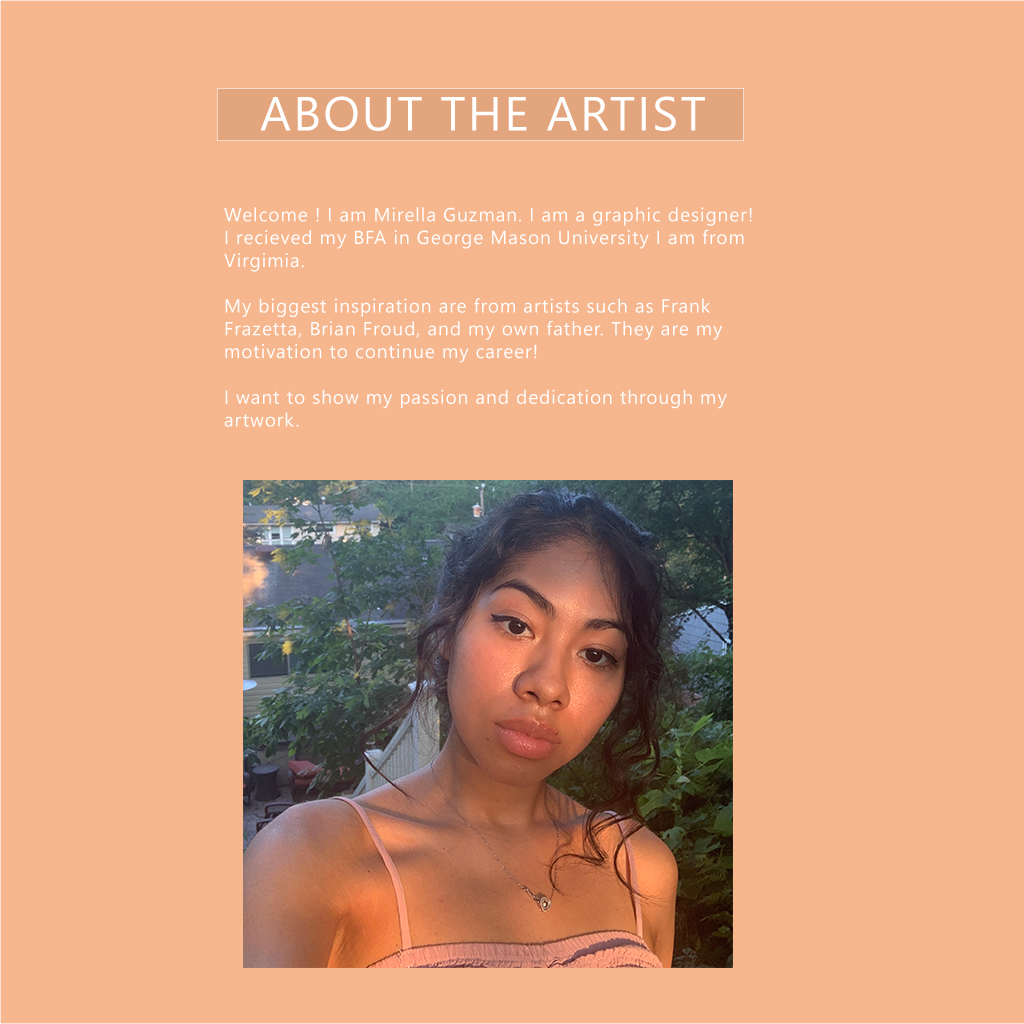 ABOUT THE ARTIST
Welcome ! I am Mirella Guzman. I am a graphic designer!
I recieved my BFA in George Mason University I am from
Virgimia.
My biggest inspiration are from artists such as Frank
Frazetta, Brian Froud, and my own father. They are my
motivation to continue my career!
I want to show my passion and dedication through my
artwork.